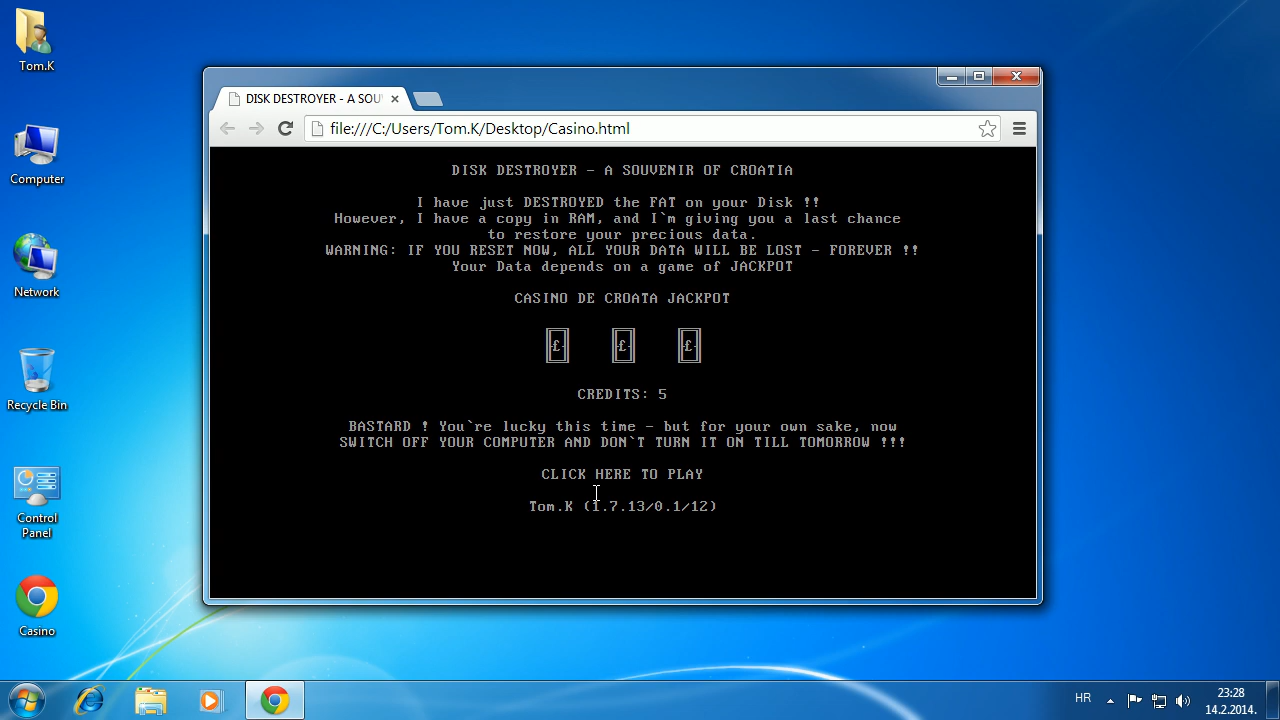 Tom.K
Computer
Network
Recycle Bin
Control
Panel
Casino
DISK DESTROYER - A SOU
file:///C:/Users/Tom.K/Desktop/Casino.html
DISK DESTROYER - A SOUVENIR OF CROATIA
I have just DESTROYED the FAT on your Disk !!
However, I have a copy in RAM, and I`m giving you a last chance
to restore your precious data.
WARNING: IF YOU RESET NOW, ALL YOUR DATA WILL BE LOST - FOREVER !!
Your Data depends on a game of JACKPOT
CASINO DE CROATA JACKPOT
£ £ £
CREDITS: 5
BASTARD ! You`re lucky this time - but for your own sake, now
SWITCH OFF YOUR COMPUTER AND DON`T TURN IT ON TILL TOMORROW !!!
CLICK HERE TO PLAY
Tom.K (1.7.13/0.1/12)
HR
23:28
14.2.2014.